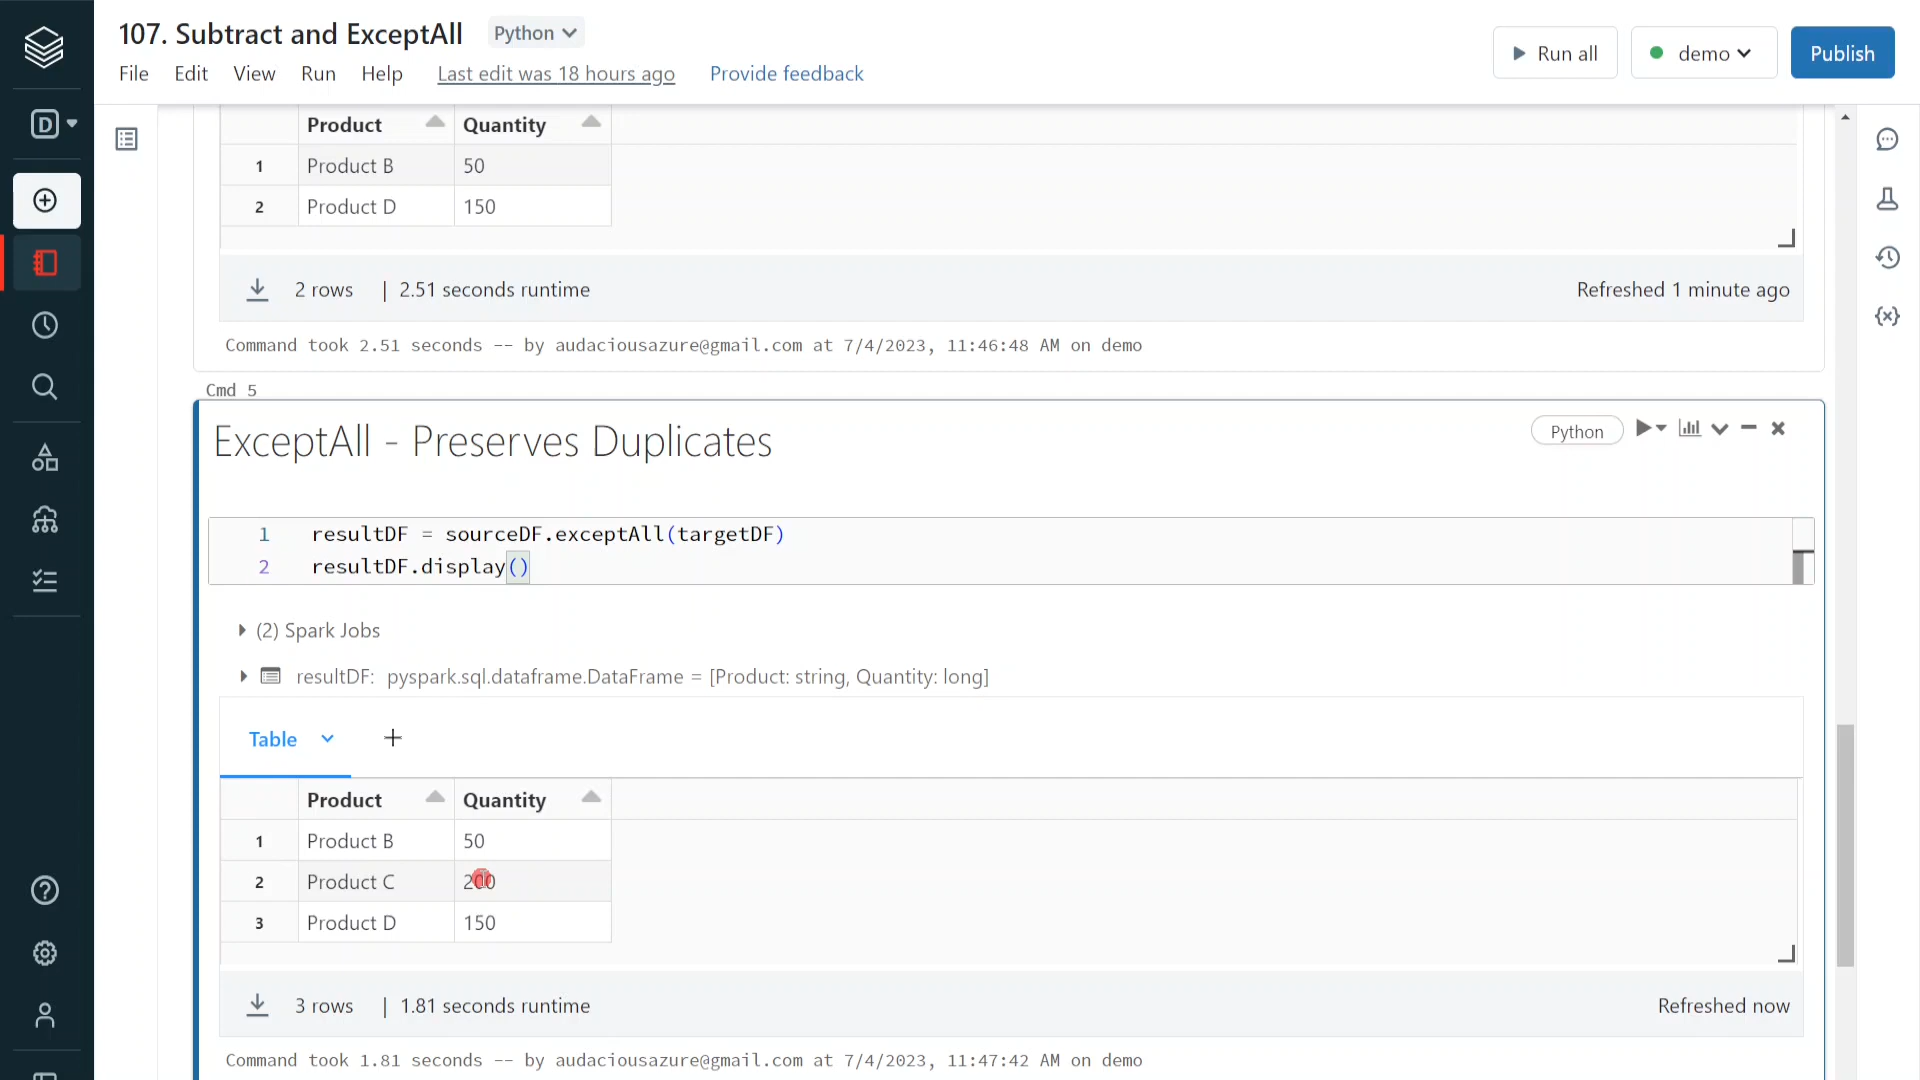 107. Subtract and ExceptAll Python
File Edit View Run Help Last edit was 18 hours ago Provide feedback
Run all demo Publish
D
Product Quantity
1 Product B 50
2 Product D 150
2 rows | 2.51 seconds runtime Refreshed 1 minute ago
Command took 2.51 seconds -- by audaciousazure@gmail.com at 7/4/2023, 11:46:48 AM on demo
Cmd 5
ExceptAll - Preserves Duplicates
Python
1 resultDF = sourceDF.exceptAll(targetDF)
2 resultDF.display()
(2) Spark Jobs
resultDF: pyspark.sql.dataframe.DataFrame = [Product: string, Quantity: long]
Table +
Product Quantity
1 Product B 50
2 Product C 200
3 Product D 150
3 rows | 1.81 seconds runtime Refreshed now
Command took 1.81 seconds -- by audaciousazure@gmail.com at 7/4/2023, 11:47:42 AM on demo